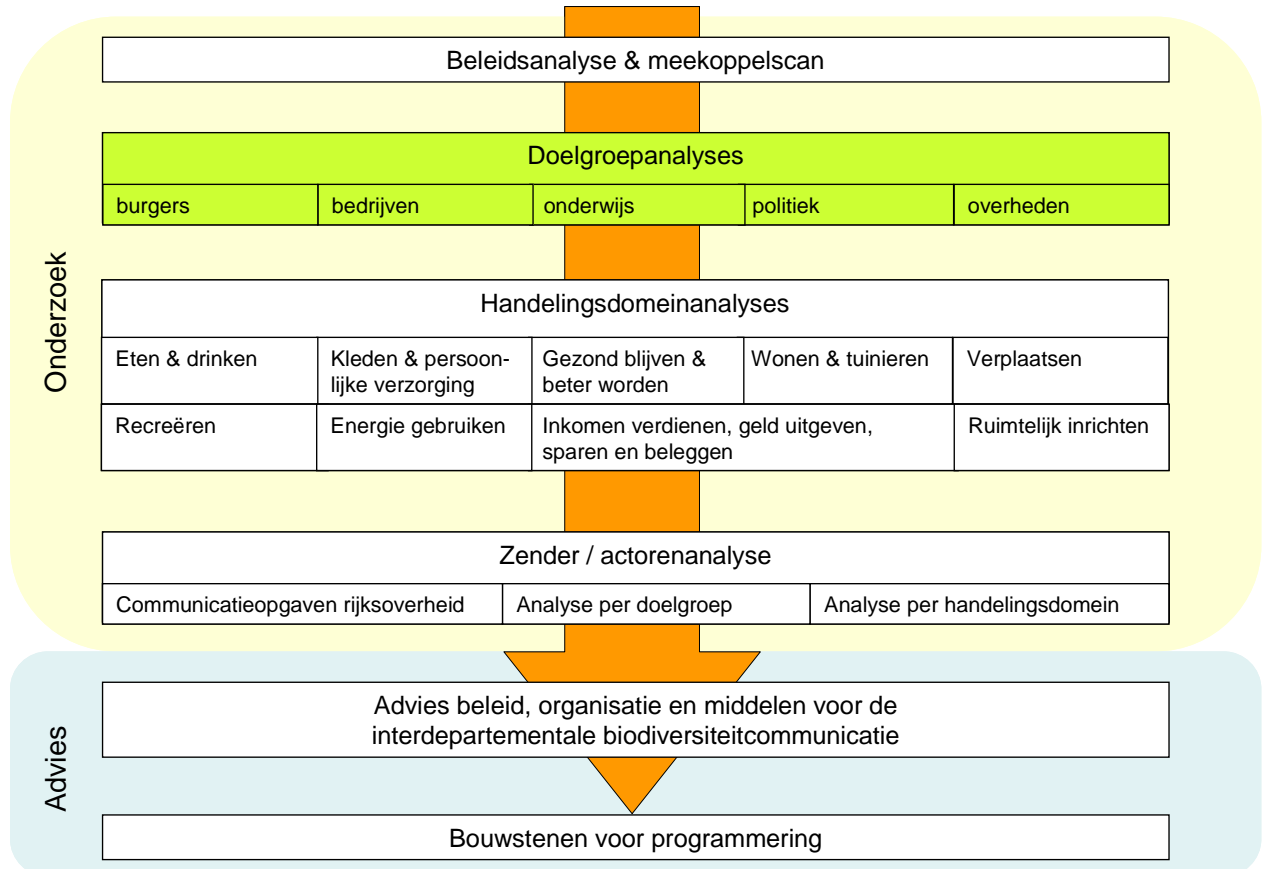 Beleidsanalyse & meekoppelscan
Doelgroepanalyses
burgers
bedrijven
onderwijs
politiek
overheden
Onderzoek
Handelingsdomeinanalyses
Eten & drinken
Kleden & persoon-
lijke verzorging
Gezond blijven &
beter worden
Wonen & tuinieren
Verplaatsen
Recreëren
Energie gebruiken
Inkomen verdienen, geld uitgeven,
sparen en beleggen
Ruimtelijk inrichten
Zender / actorenanalyse
Communicatieopgaven rijksoverheid
Analyse per doelgroep
Analyse per handelingsdomein
Advies
Advies beleid, organisatie en middelen voor de
interdepartementale biodiversiteitcommunicatie
Bouwstenen voor programmering